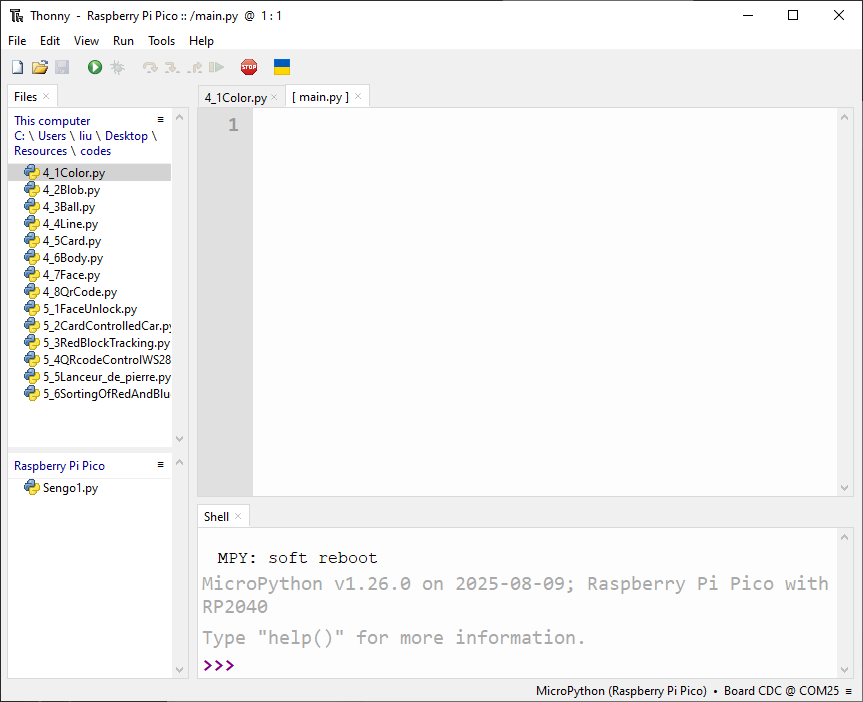 Thonny - Raspberry Pi Pico :: /main.py @ 1 : 1
File Edit View Run Tools Help
STOP
Files
This computer
C: \ Users \ liu \ Desktop \
Resources \ codes
4_1Color.py
4_2Blob.py
4_3Ball.py
4_4Line.py
4_5Card.py
4_6Body.py
4_7Face.py
4_8QrCode.py
5_1FaceUnlock.py
5_2CardControlledCar.py
5_3RedBlockTracking.py
5_4QRcodeControlWS28
5_5Lanceur_de_pierre.py
5_6SortingOfRedAndBlu
Raspberry Pi Pico
Sengo1.py
4_1Color.py [ main.py ]
1
Shell
MPY: soft reboot
MicroPython v1.26.0 on 2025-08-09; Raspberry Pi Pico with
RP2040
Type "help()" for more information.
>>>
MicroPython (Raspberry Pi Pico) • Board CDC @ COM25